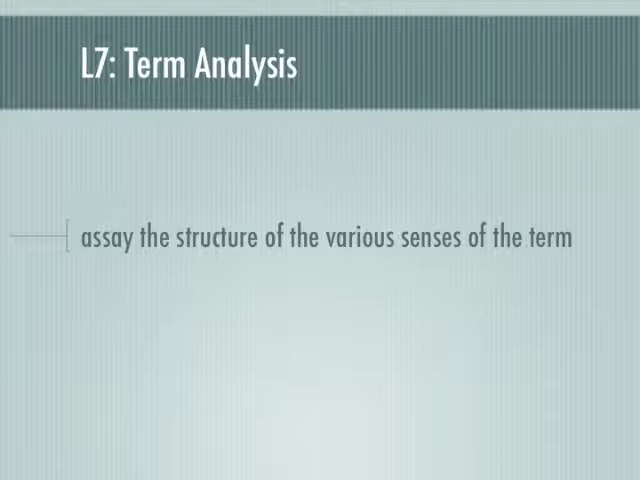 L7: Term Analysis
assay the structure of the various senses of the term